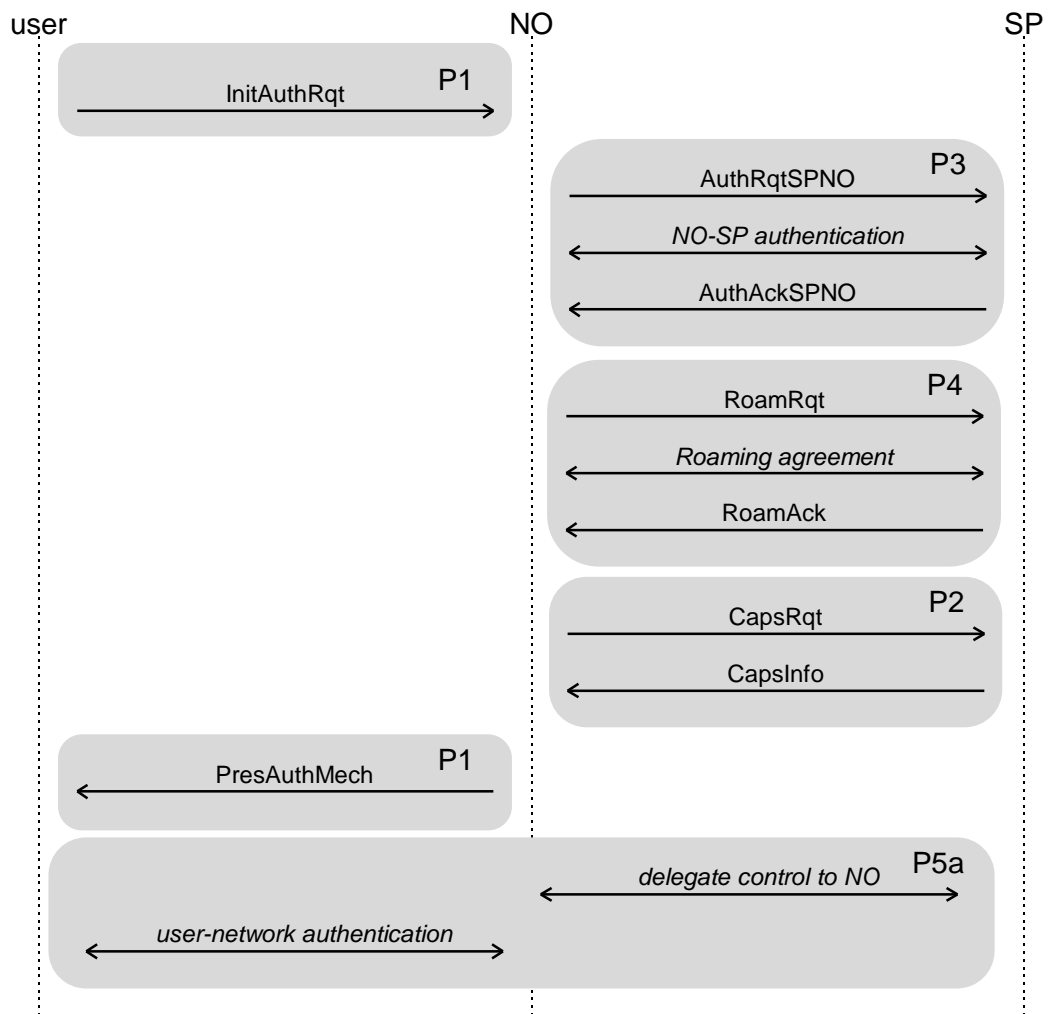 user NO SP
P1
InitAuthRqt
P3
AuthRqtSPNO
NO-SP authentication
AuthAckSPNO
P4
RoamRqt
Roaming agreement
RoamAck
P2
CapsRqt
CapsInfo
P1
PresAuthMech
P5a
delegate control to NO
user-network authentication